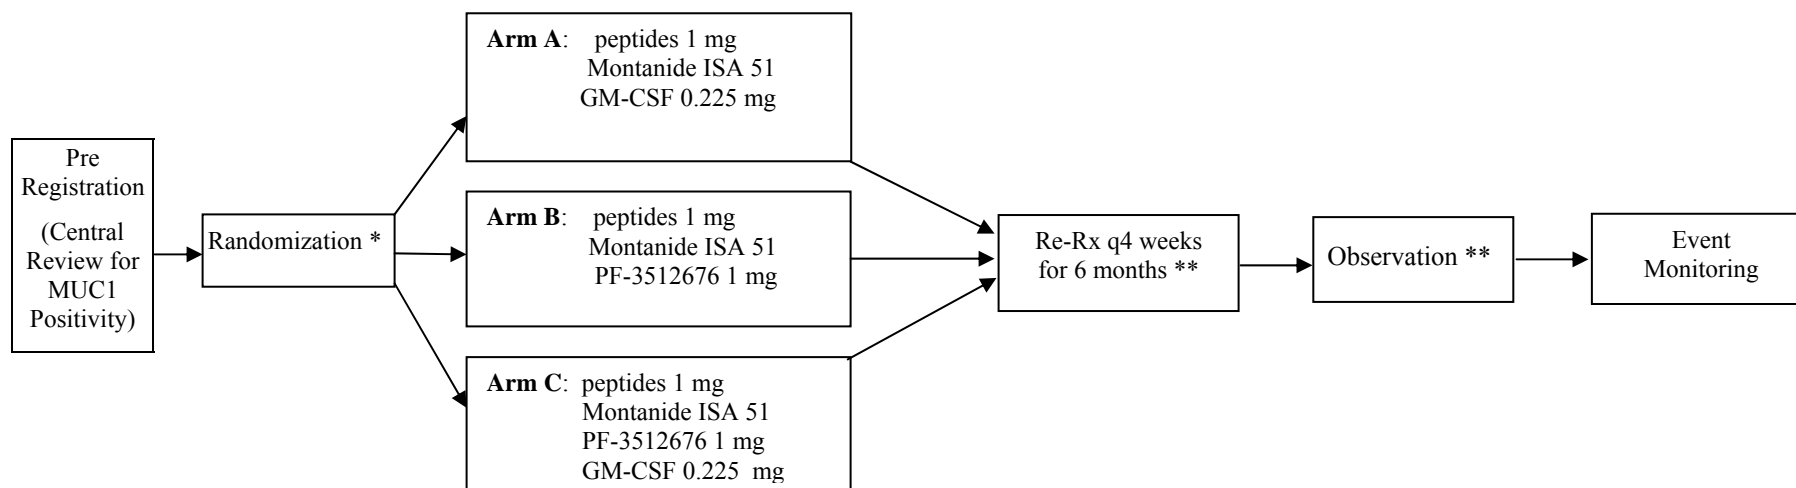 Pre
Registration
(Central
Review for
MUC1
Positivity)
Randomization *
Arm A: peptides 1 mg
Montanide ISA 51
GM-CSF 0.225 mg
Arm B: peptides 1 mg
Montanide ISA 51
PF-3512676 1 mg
Arm C: peptides 1 mg
Montanide ISA 51
PF-3512676 1 mg
GM-CSF 0.225 mg
Re-Rx q4 weeks
for 6 months **
Observation **
Event
Monitoring